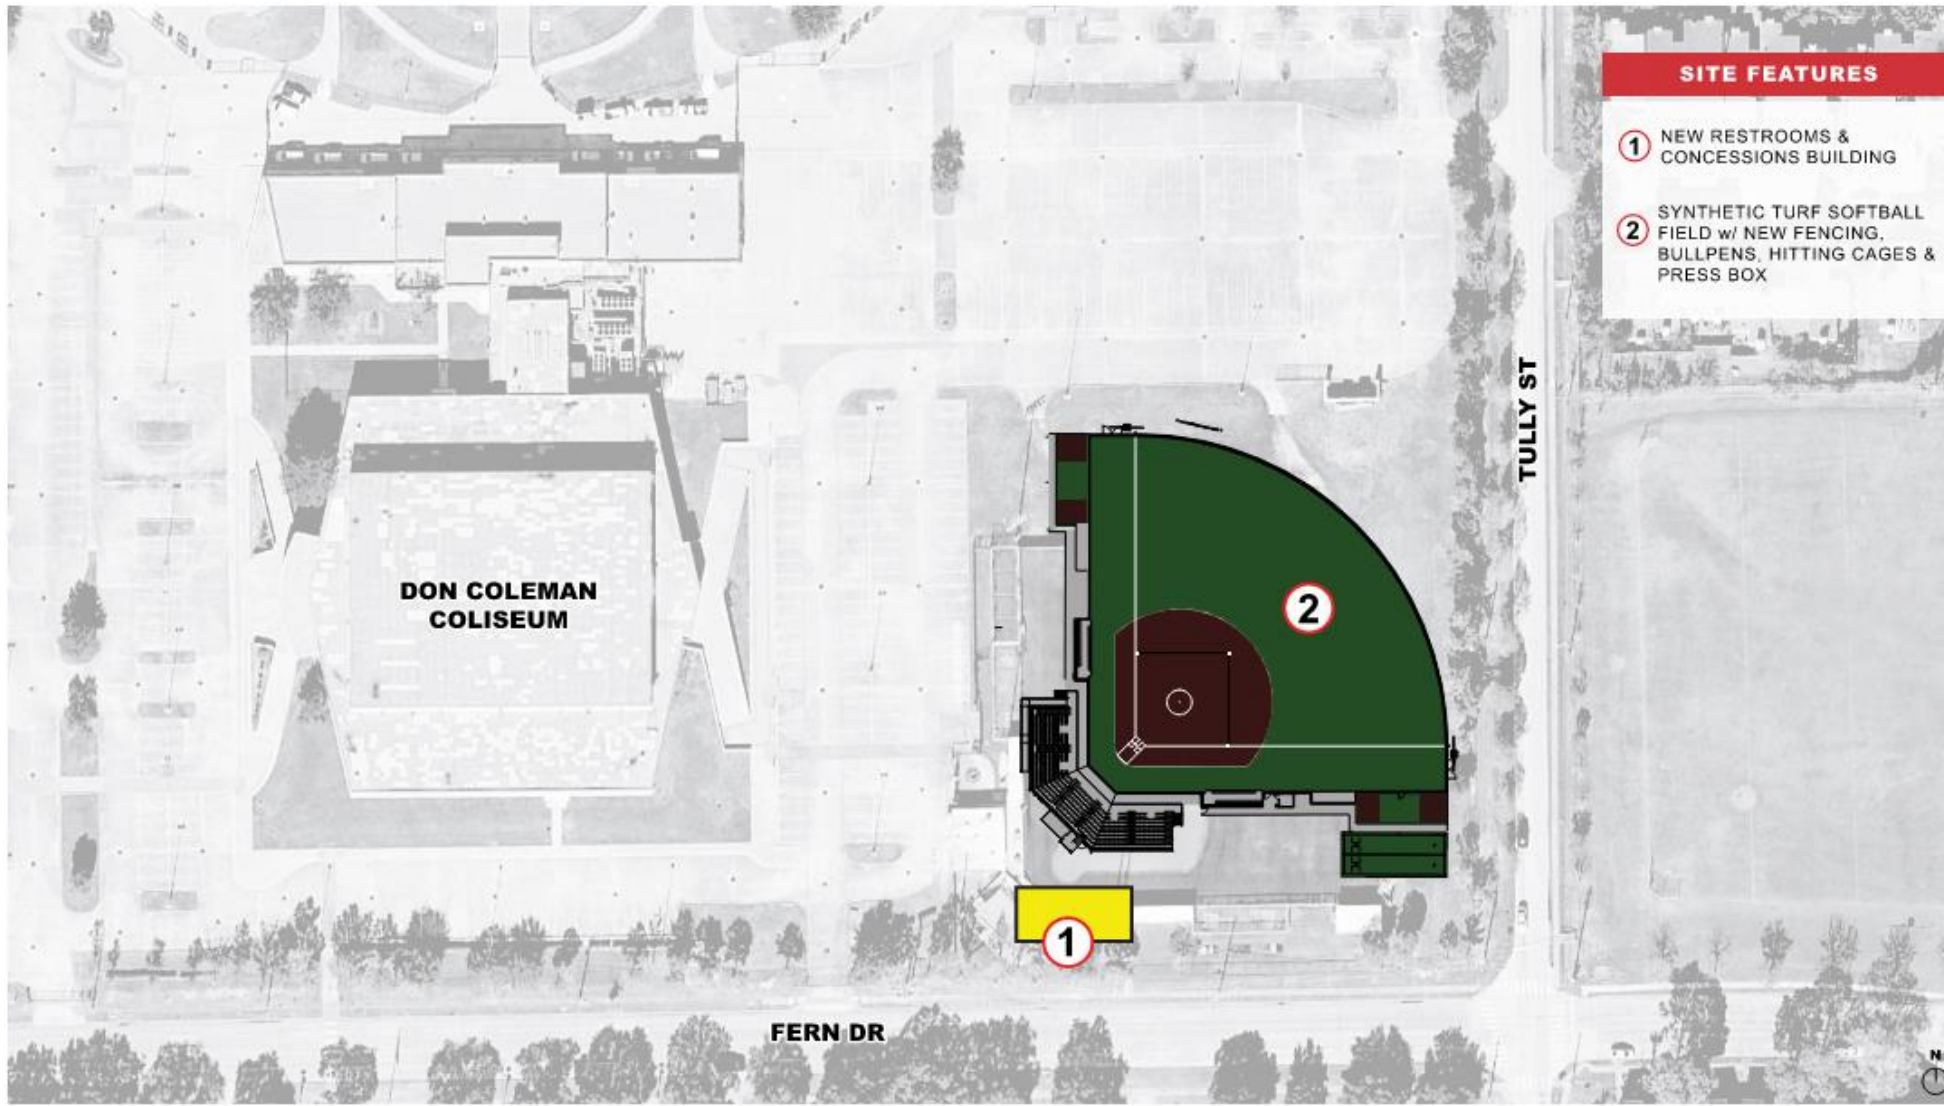 SITE FEATURES
1 NEW RESTROOMS &
CONCESSIONS BUILDING
2 SYNTHETIC TURF SOFTBALL
FIELD w/ NEW FENCING,
BULLPENS, HITTING CAGES &
PRESS BOX
TULLY ST
DON COLEMAN
COLISEUM
2
1
FERN DR
N